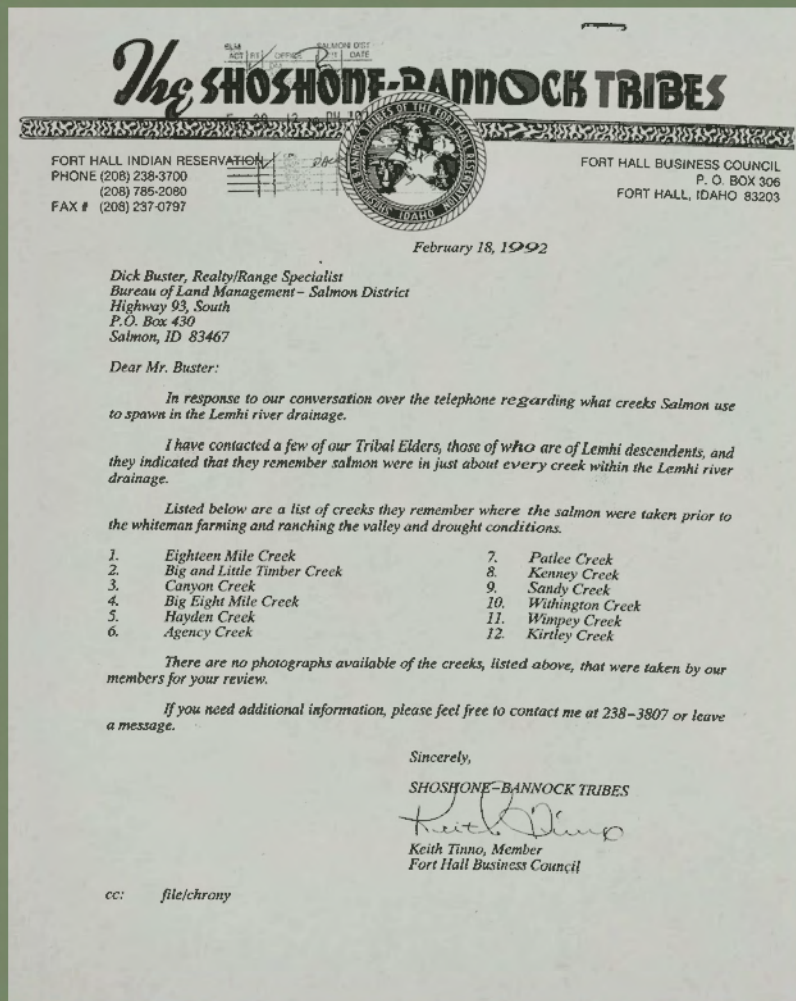 BLM SALMON DIST
ACT OFFICE DATE
The SHOSHONE-BANNOCK TRIBES
FORT HALL INDIAN RESERVATION
PHONE (208) 238-3700
(208) 785-2080
FAX # (208) 237-0797
FORT HALL BUSINESS COUNCIL
P. O. BOX 306
FORT HALL, IDAHO 83203
February 18, 1992
Dick Buster, Realty/Range Specialist
Bureau of Land Management- Salmon District
Highway 93, South
P.O. Box 430
Salmon, ID 83467
Dear Mr. Buster:
In response to our conversation over the telephone regarding what creeks Salmon use
to spawn in the Lemhi river drainage.
I have contacted a few of our Tribal Elders, those of who are of Lemhi descendents, and
they indicated that they remember salmon were in just about every creek within the Lemhi river
drainage.
Listed below are a list of creeks they remember where the salmon were taken prior to
the whiteman farming and ranching the valley and drought conditions.
1. Eighteen Mile Creek
2. Big and Little Timber Creek
3. Canyon Creek
4. Big Eight Mile Creek
5. Hayden Creek
6. Agency Creek
7. Patlee Creek
8. Kenney Creek
9. Sandy Creek
10. Withington Creek
11. Wimpey Creek
12. Kirtley Creek
There are no photographs available of the creeks, listed above, that were taken by our
members for your review.
If you need additional information, please feel free to contact me at 238-3807 or leave
a message.
Sincerely,
SHOSHONE-BANNOCK TRIBES
Keith Tinno
Keith Tinno, Member
Fort Hall Business Council
cc: file/chrony